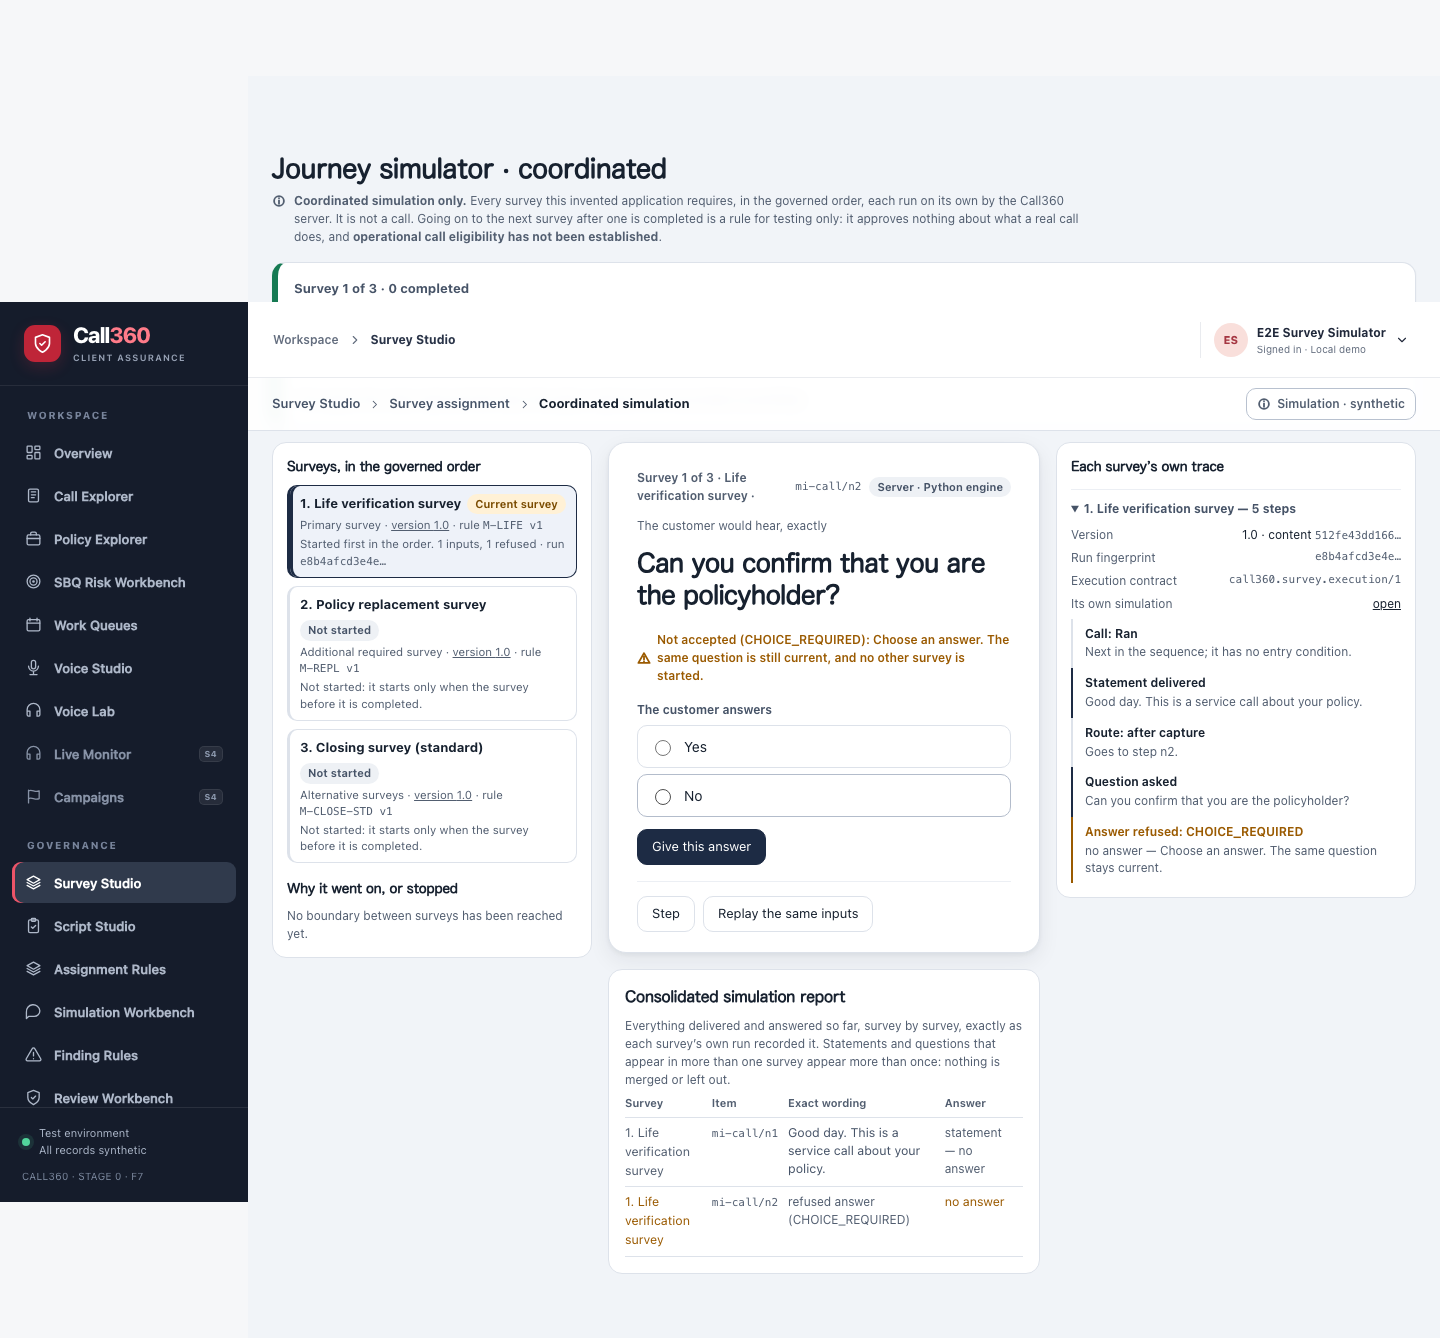 Journey simulator · coordinated
Coordinated simulation only. Every survey this invented application requires, in the governed order, each run on its own by the Call360
server. It is not a call. Going on to the next survey after one is completed is a rule for testing only: it approves nothing about what a real call
does, and operational call eligibility has not been established.
Survey 1 of 3 · 0 completed
Call360
CLIENT ASSURANCE
WORKSPACE
Overview
Call Explorer
Policy Explorer
SBQ Risk Workbench
Work Queues
Voice Studio
Voice Lab
Live Monitor S4
Campaigns S4
GOVERNANCE
Survey Studio
Script Studio
Assignment Rules
Simulation Workbench
Finding Rules
Review Workbench
Test environment
All records synthetic
CALL360 · STAGE 0 · F7
Workspace > Survey Studio
ES
E2E Survey Simulator
Signed in · Local demo
Survey Studio > Survey assignment > Coordinated simulation
Simulation · synthetic
Surveys, in the governed order
1. Life verification survey Current survey
Primary survey · version 1.0 · rule M-LIFE v1
Started first in the order. 1 inputs, 1 refused · run
e8b4afcd3e4e…
2. Policy replacement survey
Not started
Additional required survey · version 1.0 · rule
M-REPL v1
Not started: it starts only when the survey
before it is completed.
3. Closing survey (standard)
Not started
Alternative surveys · version 1.0 · rule
M-CLOSE-STD v1
Not started: it starts only when the survey
before it is completed.
Why it went on, or stopped
No boundary between surveys has been reached
yet.
Survey 1 of 3 · Life
verification survey ·
mi-call/n2 Server · Python engine
The customer would hear, exactly
Can you confirm that you are
the policyholder?
Not accepted (CHOICE_REQUIRED): Choose an answer. The
same question is still current, and no other survey is
started.
The customer answers
Yes
No
Give this answer
Step
Replay the same inputs
Consolidated simulation report
Everything delivered and answered so far, survey by survey, exactly as
each survey's own run recorded it. Statements and questions that
appear in more than one survey appear more than once: nothing is
merged or left out.
Survey Item Exact wording Answer
1. Life mi-call/n1 Good day. This is a statement
verification service call about your — no
survey policy. answer
1. Life mi-call/n2 refused answer no answer
verification (CHOICE_REQUIRED)
survey
Each survey's own trace
1. Life verification survey — 5 steps
Version 1.0 · content 512fe43dd166…
Run fingerprint e8b4afcd3e4e…
Execution contract call360.survey.execution/1
Its own simulation open
Call: Ran
Next in the sequence; it has no entry condition.
Statement delivered
Good day. This is a service call about your policy.
Route: after capture
Goes to step n2.
Question asked
Can you confirm that you are the policyholder?
Answer refused: CHOICE_REQUIRED
no answer — Choose an answer. The same question
stays current.